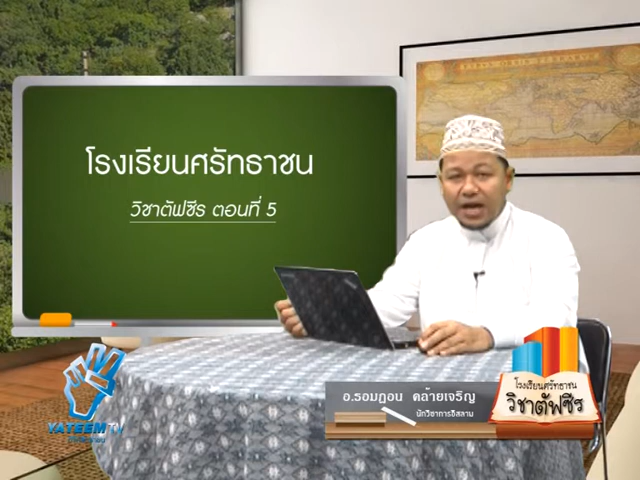 โรงเรียนศรัทธาชน
วิชาตัฟซีร ตอนที่ 5
อ.รอมฎอน คล้ายเจริญ
นักวิชาการอิสลาม
โรงเรียนศรัทธาชน
วิชาตัฟซีร
YATEEM TV